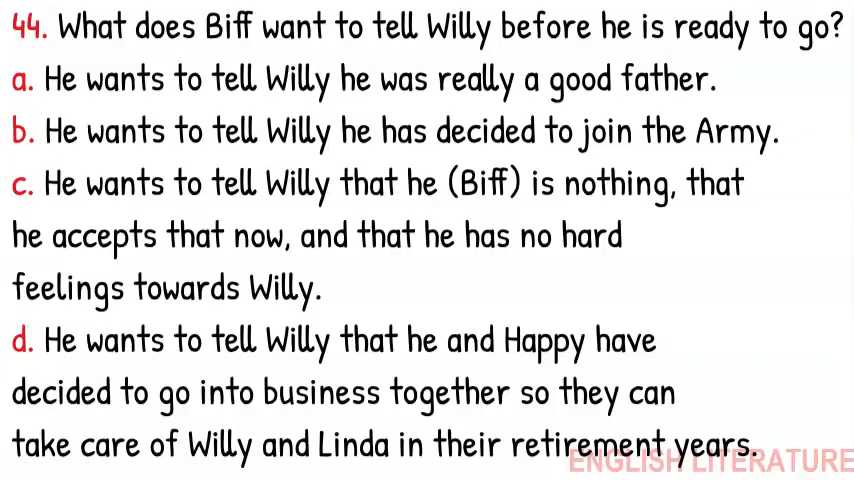 44. What does Biff want to tell Willy before he is ready to go?
a. He wants to tell Willy he was really a good father.
b. He wants to tell Willy he has decided to join the Army.
c. He wants to tell Willy that he (Biff) is nothing, that
he accepts that now, and that he has no hard
feelings towards Willy.
d. He wants to tell Willy that he and Happy have
decided to go into business together so they can
take care of Willy and Linda in their retirement years.
ENGLISH LITERATURE